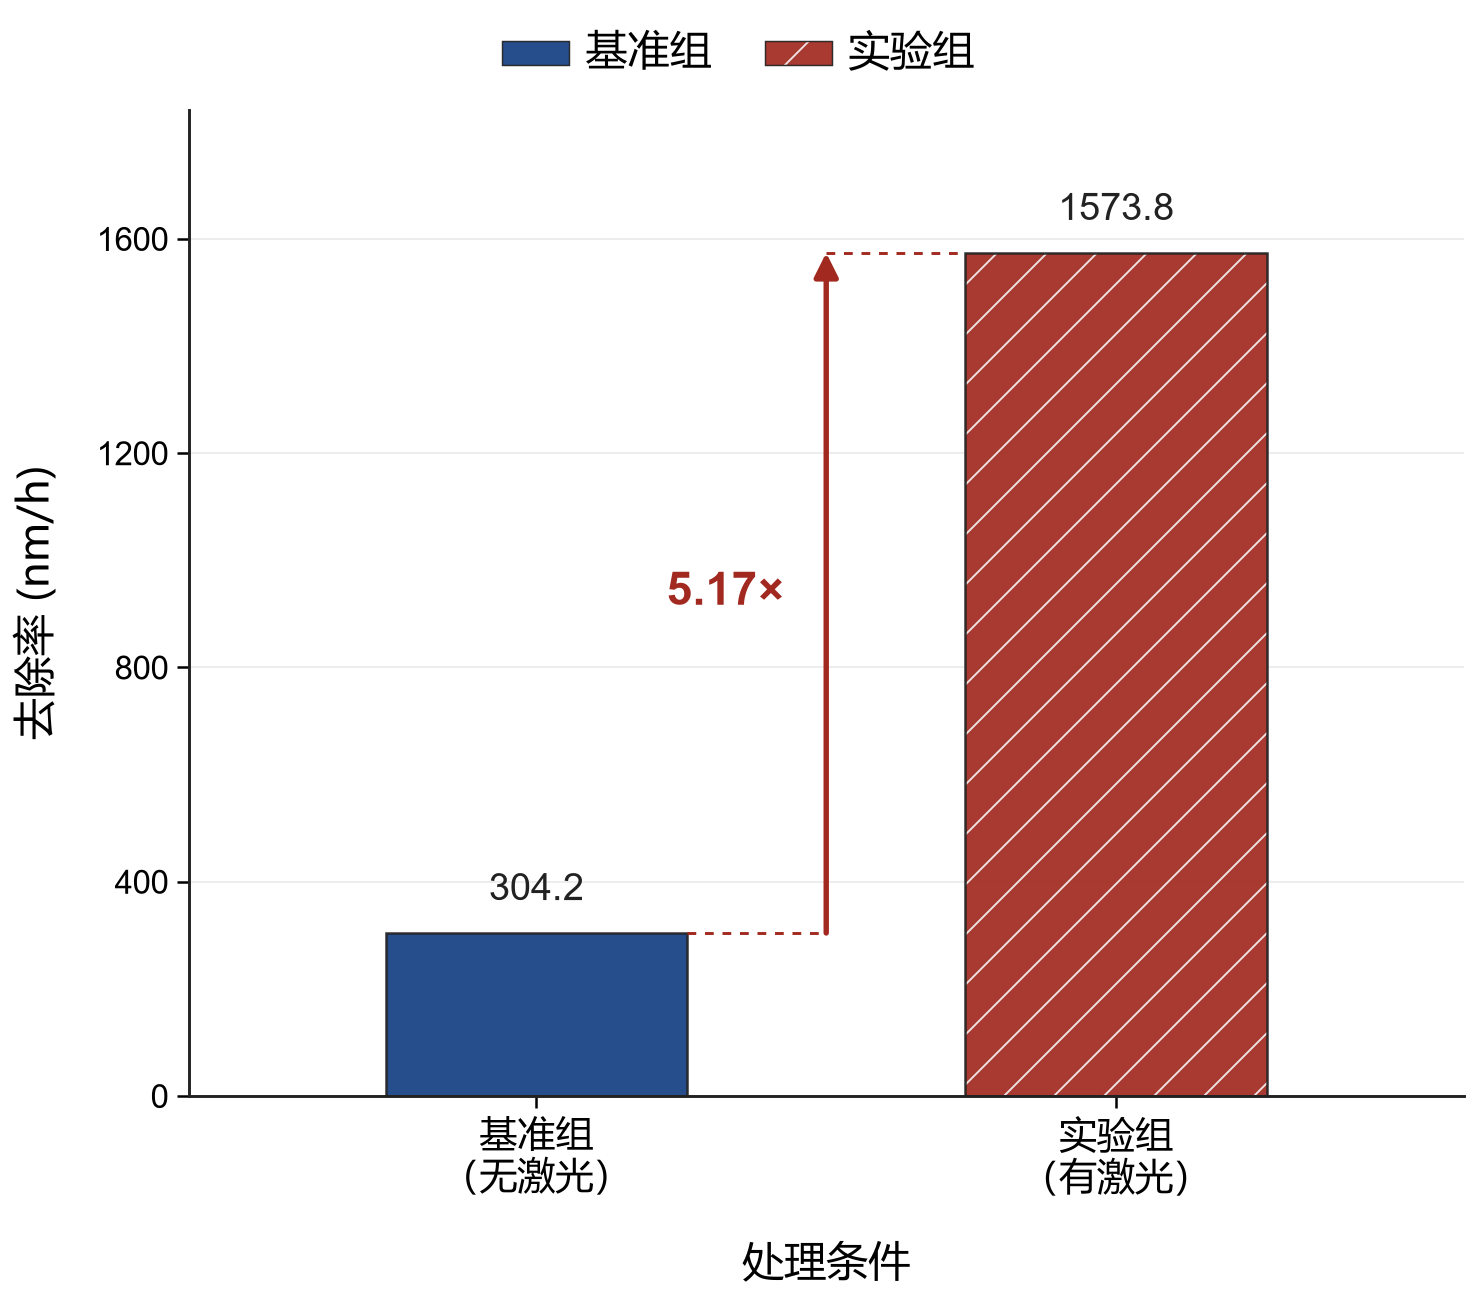 基准组 实验组
去除率 (nm/h)
1600
1200
800
400
0
1573.8
5.17×
304.2
基准组
(无激光)
实验组
(有激光)
处理条件